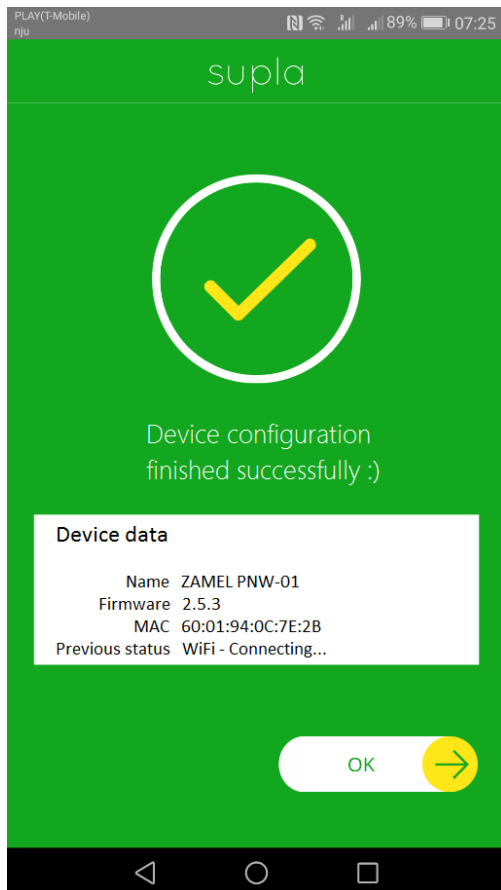 PLAY(T-Mobile)
nju
89% 07:25
supla
Device configuration
finished successfully :)
Device data
Name ZAMEL PNW-01
Firmware 2.5.3
MAC 60:01:94:0C:7E:2B
Previous status WiFi - Connecting...
OK